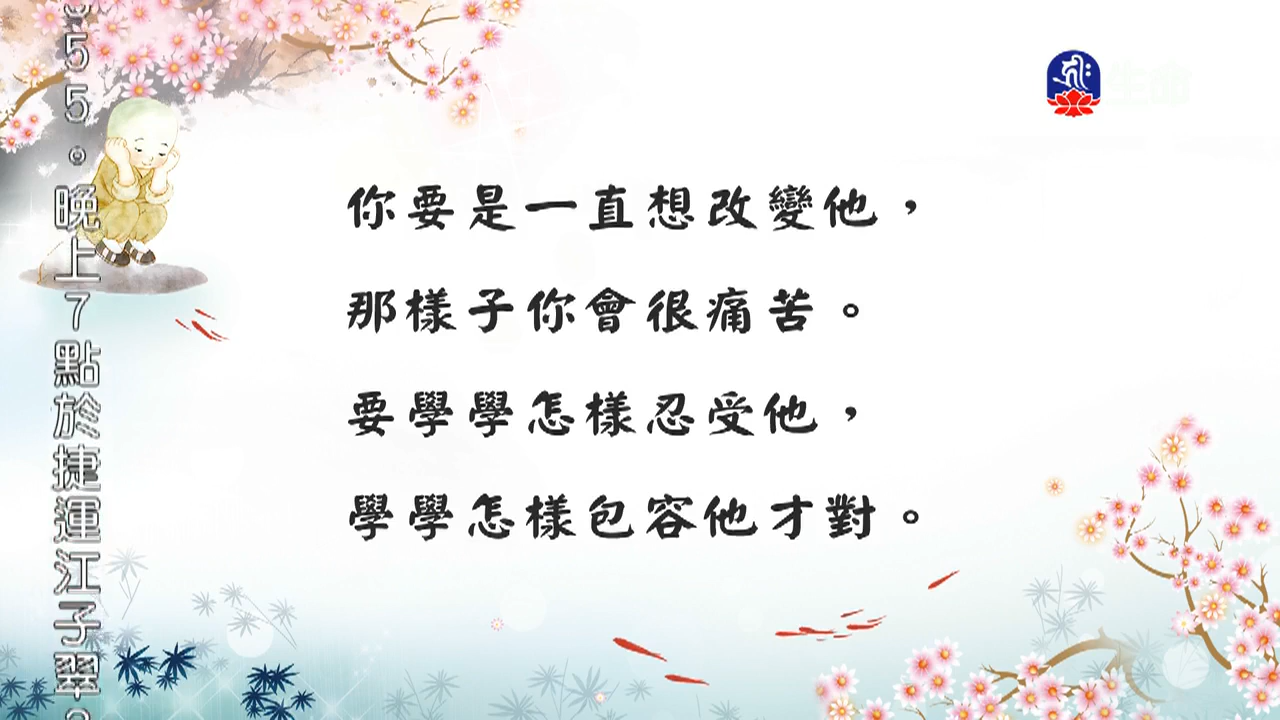 你要是一直想改變他，
那樣子你會很痛苦。
要學學怎樣忍受他，
學學怎樣包容他才對。
55。晚上7點於捷運江子翠。